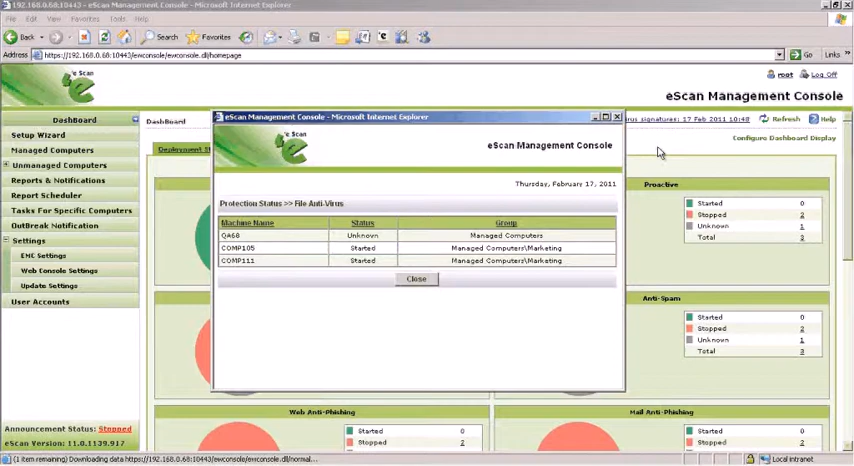 192.168.0.68:10443 - eScan Management Console - Microsoft Internet Explorer
File Edit View Favorites Tools Help
Back Search Favorites
Address https://192.168.0.68:10443/ewconsole/ewconsole.dll/homepage Go Links
e Scan
root Log Off
eScan Management Console
DashBoard
Setup Wizard
Managed Computers
Unmanaged Computers
Reports & Notifications
Report Scheduler
Tasks For Specific Computers
OutBreak Notification
Settings
EMC Settings
Web Console Settings
Update Settings
User Accounts
Announcement Status: Stopped
eScan Version: 11.0.1139.917
DashBoard
irus signatures: 17 Feb 2011 10:48 Refresh Help
Configure Dashboard Display
Deployment St
eScan Management Console - Microsoft Internet Explorer
e Scan
eScan Management Console
Thursday, February 17, 2011
Protection Status >> File Anti-Virus
Machine Name Status Group
QA68 Unknown Managed Computers
COMP105 Started Managed Computers\Marketing
COMP111 Started Managed Computers\Marketing
Close
Proactive
Started 0
Stopped 2
Unknown 1
Total 3
Anti-Spam
Started 0
Stopped 2
Unknown 1
Total 3
Web Anti-Phishing
Started 0
Stopped 2
Mail Anti-Phishing
Started 0
Stopped 2
(1 item remaining) Downloading data https://192.168.0.68:10443/ewconsole/ewconsole.dll/normal...
Local intranet